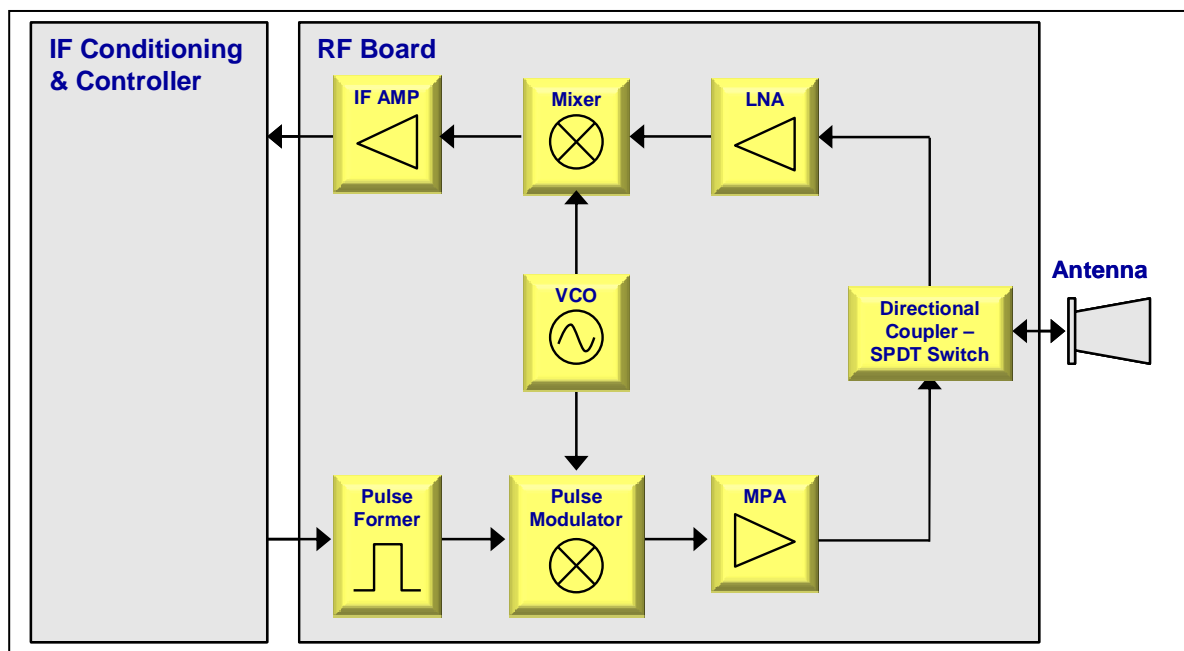 IF Conditioning
& Controller
RF Board
IF AMP
Mixer
LNA
VCO
Antenna
Directional
Coupler –
SPDT Switch
Pulse
Former
Pulse
Modulator
MPA